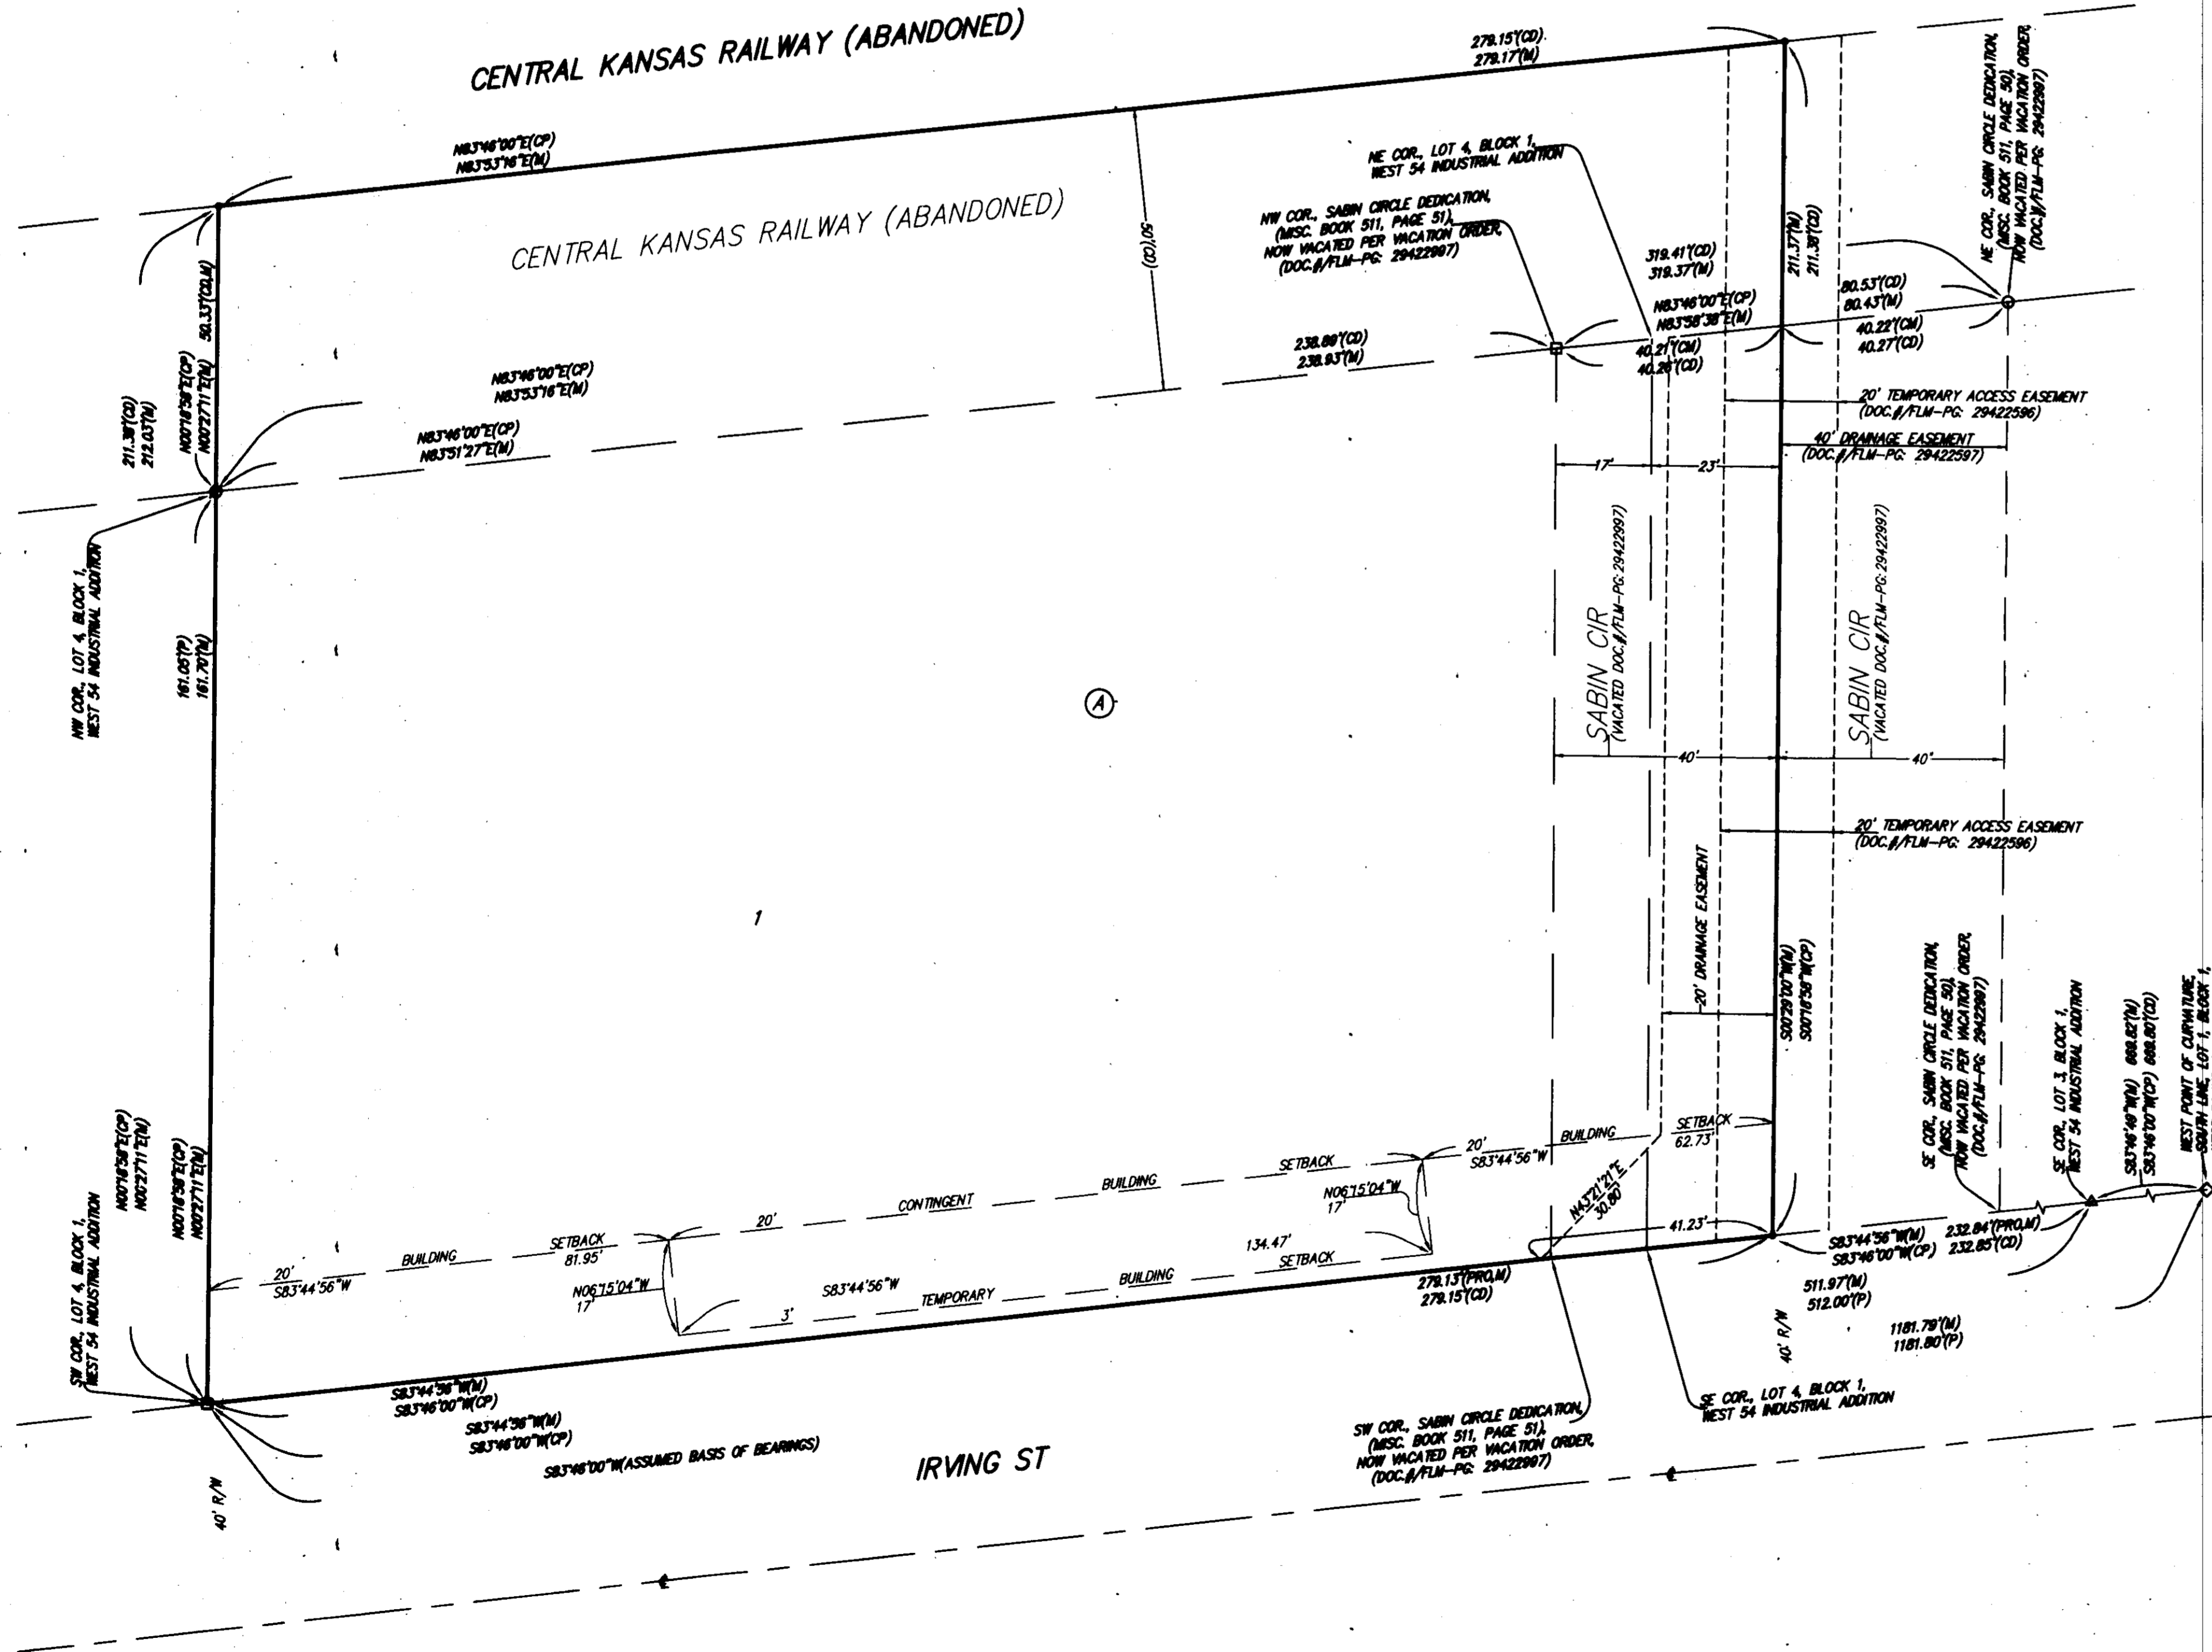 CENTRAL KANSAS RAILWAY (ABANDONED)
279.15'(CD)
279.17'(M)
N83°46'00"E(CP)
N83°53'16"E(M)
CENTRAL KANSAS RAILWAY (ABANDONED)
50'(CD)
NE COR., LOT 4, BLOCK 1,
WEST 54 INDUSTRIAL ADDITION
NW COR., SABIN CIRCLE DEDICATION,
(MISC. BOOK 511, PAGE 51),
NOW VACATED PER VACATION ORDER,
(DOC.#/FLM-PG: 29422997)
NE COR., SABIN CIRCLE DEDICATION,
(MISC. BOOK 511, PAGE 50),
NOW VACATED PER VACATION ORDER,
(DOC.#/FLM-PG: 29422997)
211.37'(M)
211.38'(CD)
319.41'(CD)
319.37'(M)
N83°46'00"E(CP)
N83°58'38"E(M)
80.53'(CD)
80.43'(M)
40.22'(CM)
40.27'(CD)
40.21'(CM)
40.26'(CD)
238.89'(CD)
238.93'(M)
50.33'(CD,M)
N00°18'58"E(CP)
N00°27'11"E(M)
211.38'(CD)
212.03'(M)
N83°46'00"E(CP)
N83°53'16"E(M)
N83°46'00"E(CP)
N83°51'27"E(M)
20' TEMPORARY ACCESS EASEMENT
(DOC.#/FLM-PG: 29422596)
40' DRAINAGE EASEMENT
(DOC.#/FLM-PG: 29422597)
17'
23'
NW COR., LOT 4, BLOCK 1,
WEST 54 INDUSTRIAL ADDITION
161.05'(P)
161.70'(M)
A
SABIN CIR
(VACATED DOC.#/FLM-PG:29422997)
SABIN CIR
(VACATED DOC.#/FLM-PG:29422997)
40'
40'
20' TEMPORARY ACCESS EASEMENT
(DOC.#/FLM-PG: 29422596)
1
20' DRAINAGE EASEMENT
S00°29'00"W(M)
S00°18'58"W(CP)
SE COR., SABIN CIRCLE DEDICATION,
(MISC. BOOK 511, PAGE 50),
NOW VACATED PER VACATION ORDER,
(DOC.#/FLM-PG: 29422997)
SE COR., LOT 3, BLOCK 1,
WEST 54 INDUSTRIAL ADDITION
S83°46'49"W(M) 669.82'(M)
S83°46'00"W(CP) 669.80'(CD)
WEST POINT OF CURVATURE,
SOUTH LINE, LOT 1, BLOCK 1,
N00°18'58"E(CP)
N00°27'11"E(M)
N00°18'58"E(CP)
N00°27'11"E(M)
SW COR., LOT 4, BLOCK 1,
WEST 54 INDUSTRIAL ADDITION
20' BUILDING SETBACK
S83°44'56"W
81.95'
20' CONTINGENT BUILDING SETBACK
20' BUILDING SETBACK
S83°44'56"W
62.73'
N06°15'04"W
17'
N06°15'04"W
17'
N43°21'21"E
30.80'
41.23'
134.47'
S83°44'56"W
3' TEMPORARY BUILDING SETBACK
279.13'(PRO,M)
279.15'(CD)
S83°44'56"W(M) 232.84'(PRO,M)
S83°46'00"W(CP) 232.85'(CD)
511.97'(M)
512.00'(P)
1181.79'(M)
1181.80'(P)
40' R/W
S83°44'56"W(M)
S83°46'00"W(CP)
S83°44'56"W(M)
S83°46'00"W(CP)
S83°46'00"W(ASSUMED BASIS OF BEARINGS)
IRVING ST
40' R/W
SW COR., SABIN CIRCLE DEDICATION,
(MISC. BOOK 511, PAGE 51),
NOW VACATED PER VACATION ORDER,
(DOC.#/FLM-PG: 29422997)
SE COR., LOT 4, BLOCK 1,
WEST 54 INDUSTRIAL ADDITION